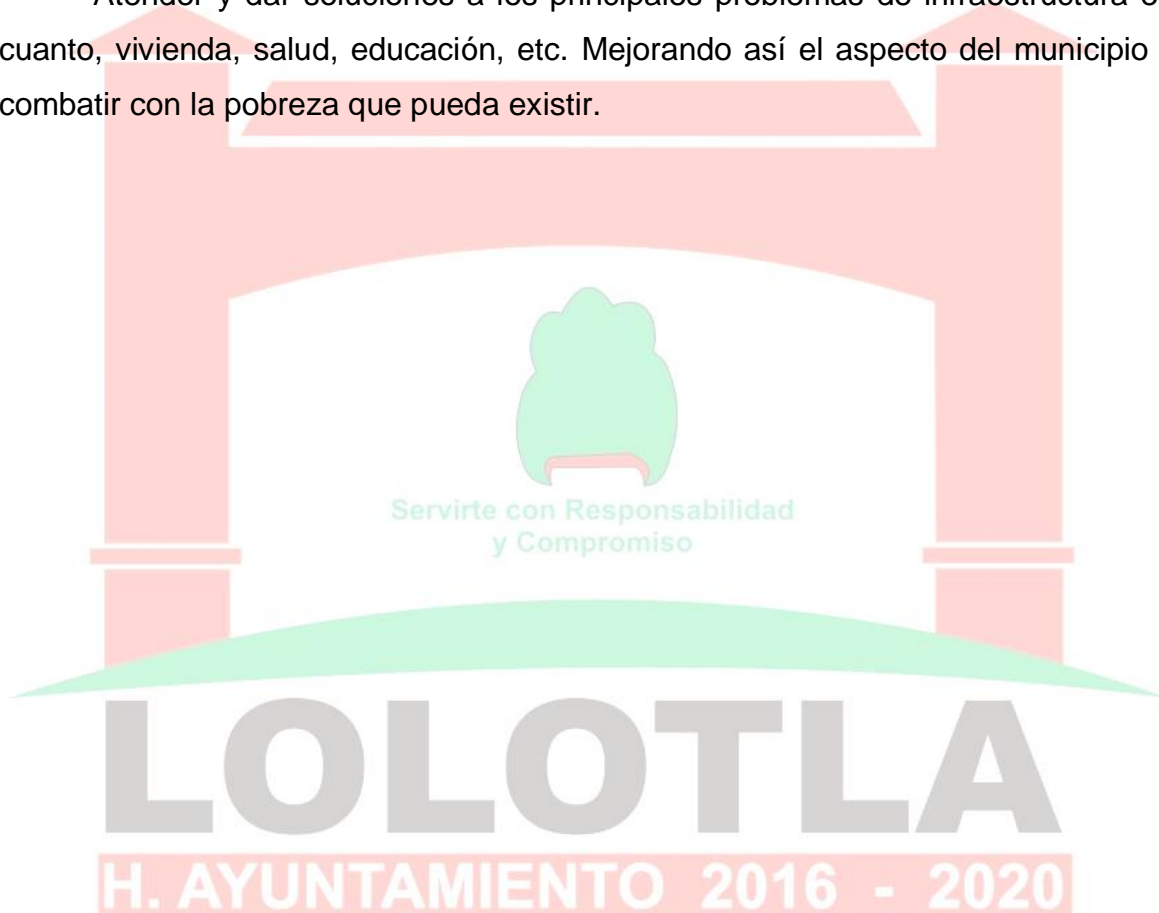 Atender y dar soluciones a los principales problemas de infraestructura
cuanto, vivienda, salud, educación, etc. Mejorando así el aspecto del municipio
combatir con la pobreza que pueda existir.
Servirte con Responsabilidad
y Compromiso
LOLOTLA
H. AYUNTAMIENTO 2016 - 2020